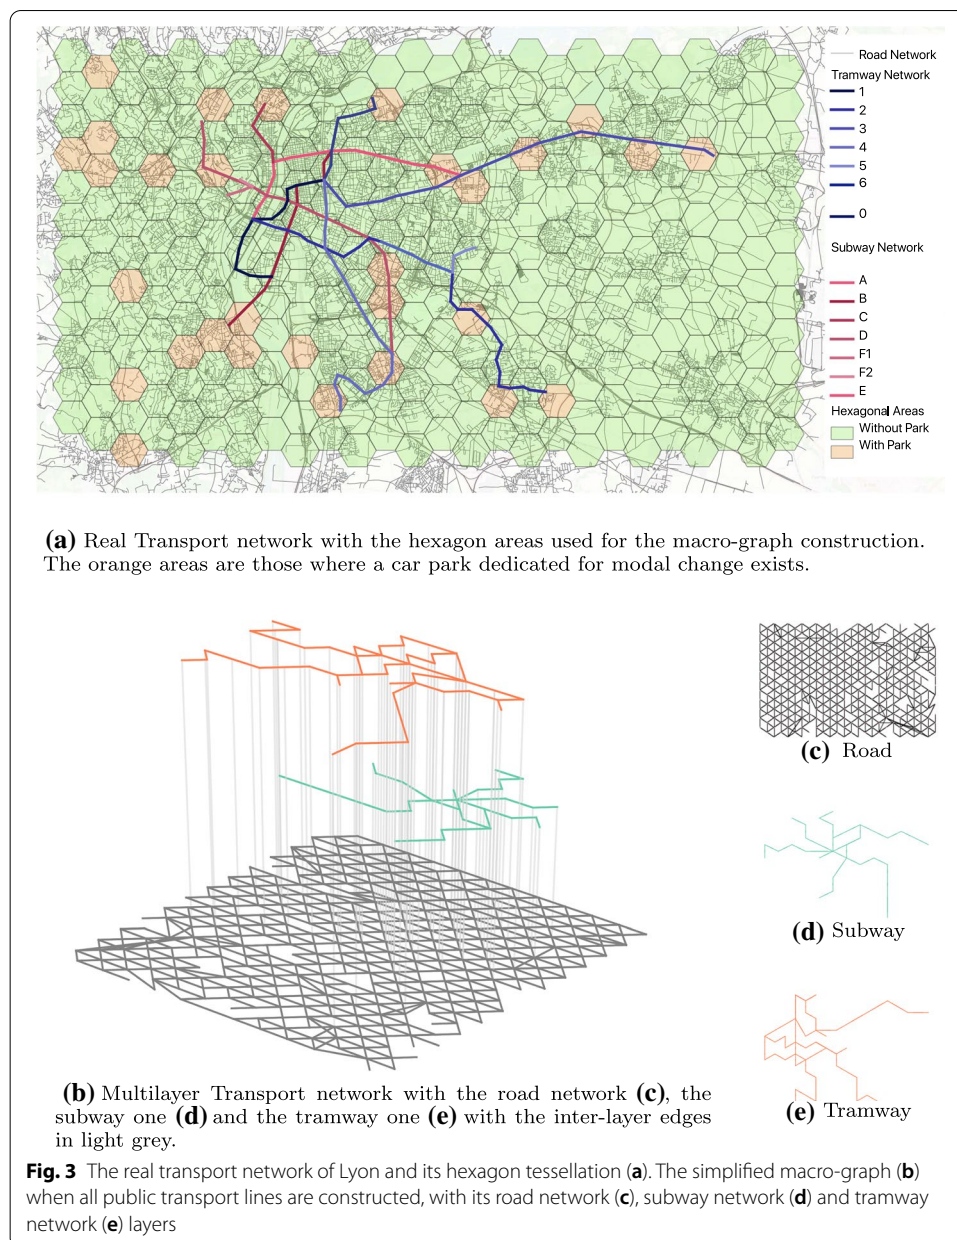 Road Network
Tramway Network
1
2
3
4
5
6
0
Subway Network
A
B
C
D
F1
F2
E
Hexagonal Areas
Without Park
With Park
(a) Real Transport network with the hexagon areas used for the macro-graph construction.
The orange areas are those where a car park dedicated for modal change exists.
(c) Road
(d) Subway
(e) Tramway
(b) Multilayer Transport network with the road network (c), the
subway one (d) and the tramway one (e) with the inter-layer edges
in light grey.
Fig. 3 The real transport network of Lyon and its hexagon tessellation (a). The simplified macro-graph (b)
when all public transport lines are constructed, with its road network (c), subway network (d) and tramway
network (e) layers